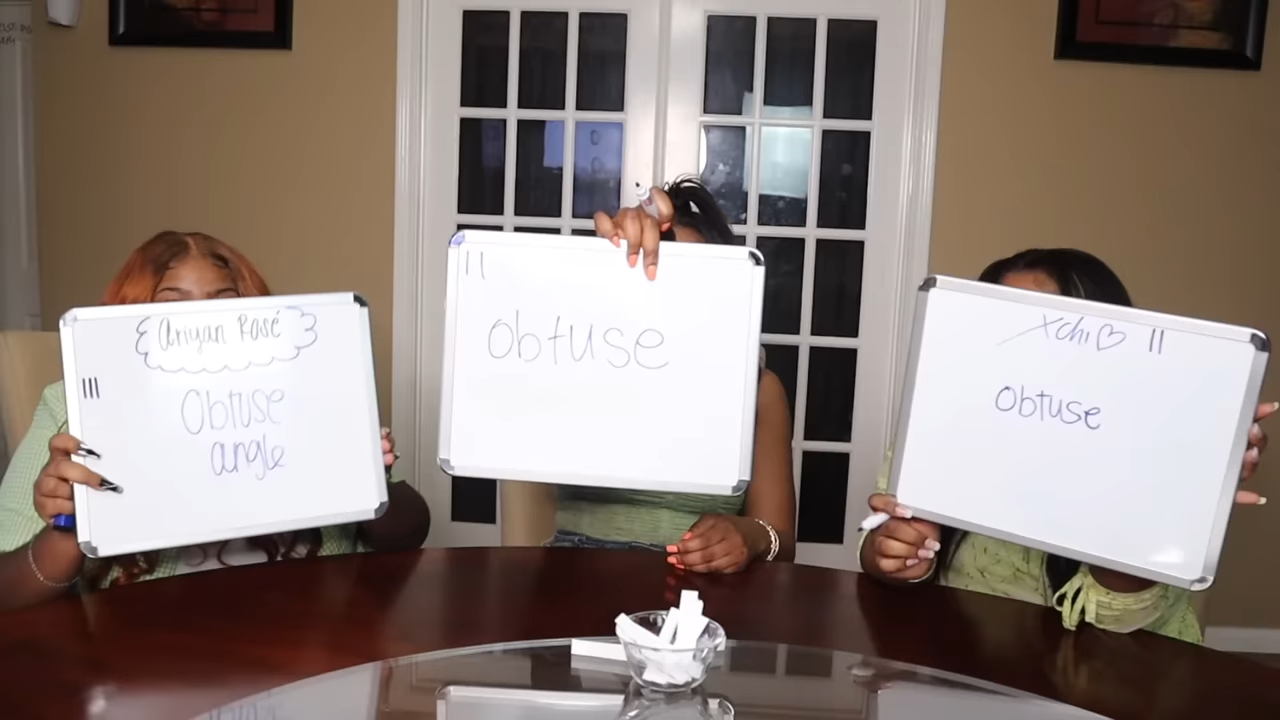 Ariyan Rosé
III
Obtuse
angle
II
obtuse
xchi♡ II
obtuse